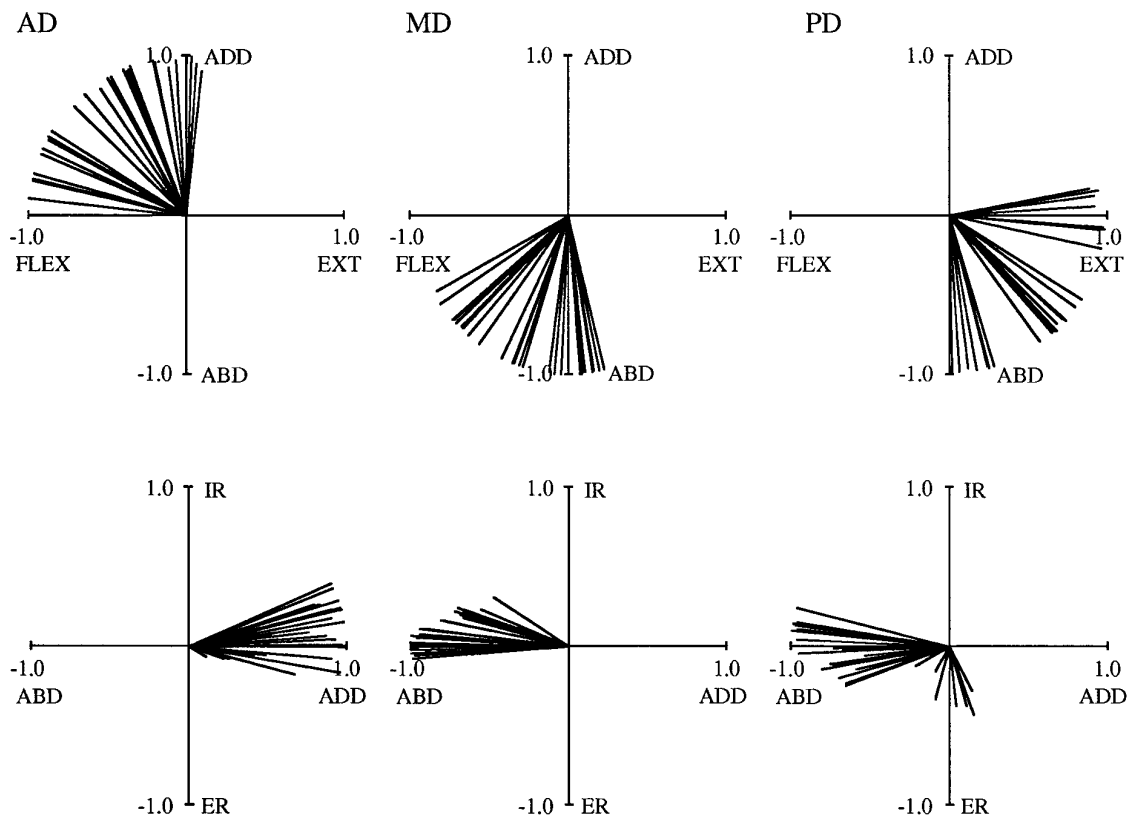 AD MD PD
1.0 ADD 1.0 ADD 1.0 ADD
-1.0 1.0 -1.0 1.0 -1.0 1.0
FLEX EXT FLEX EXT FLEX EXT
-1.0 ABD -1.0 ABD -1.0 ABD
1.0 IR 1.0 IR 1.0 IR
-1.0 1.0 -1.0 1.0 -1.0 1.0
ABD ADD ABD ADD ABD ADD
-1.0 ER -1.0 ER -1.0 ER